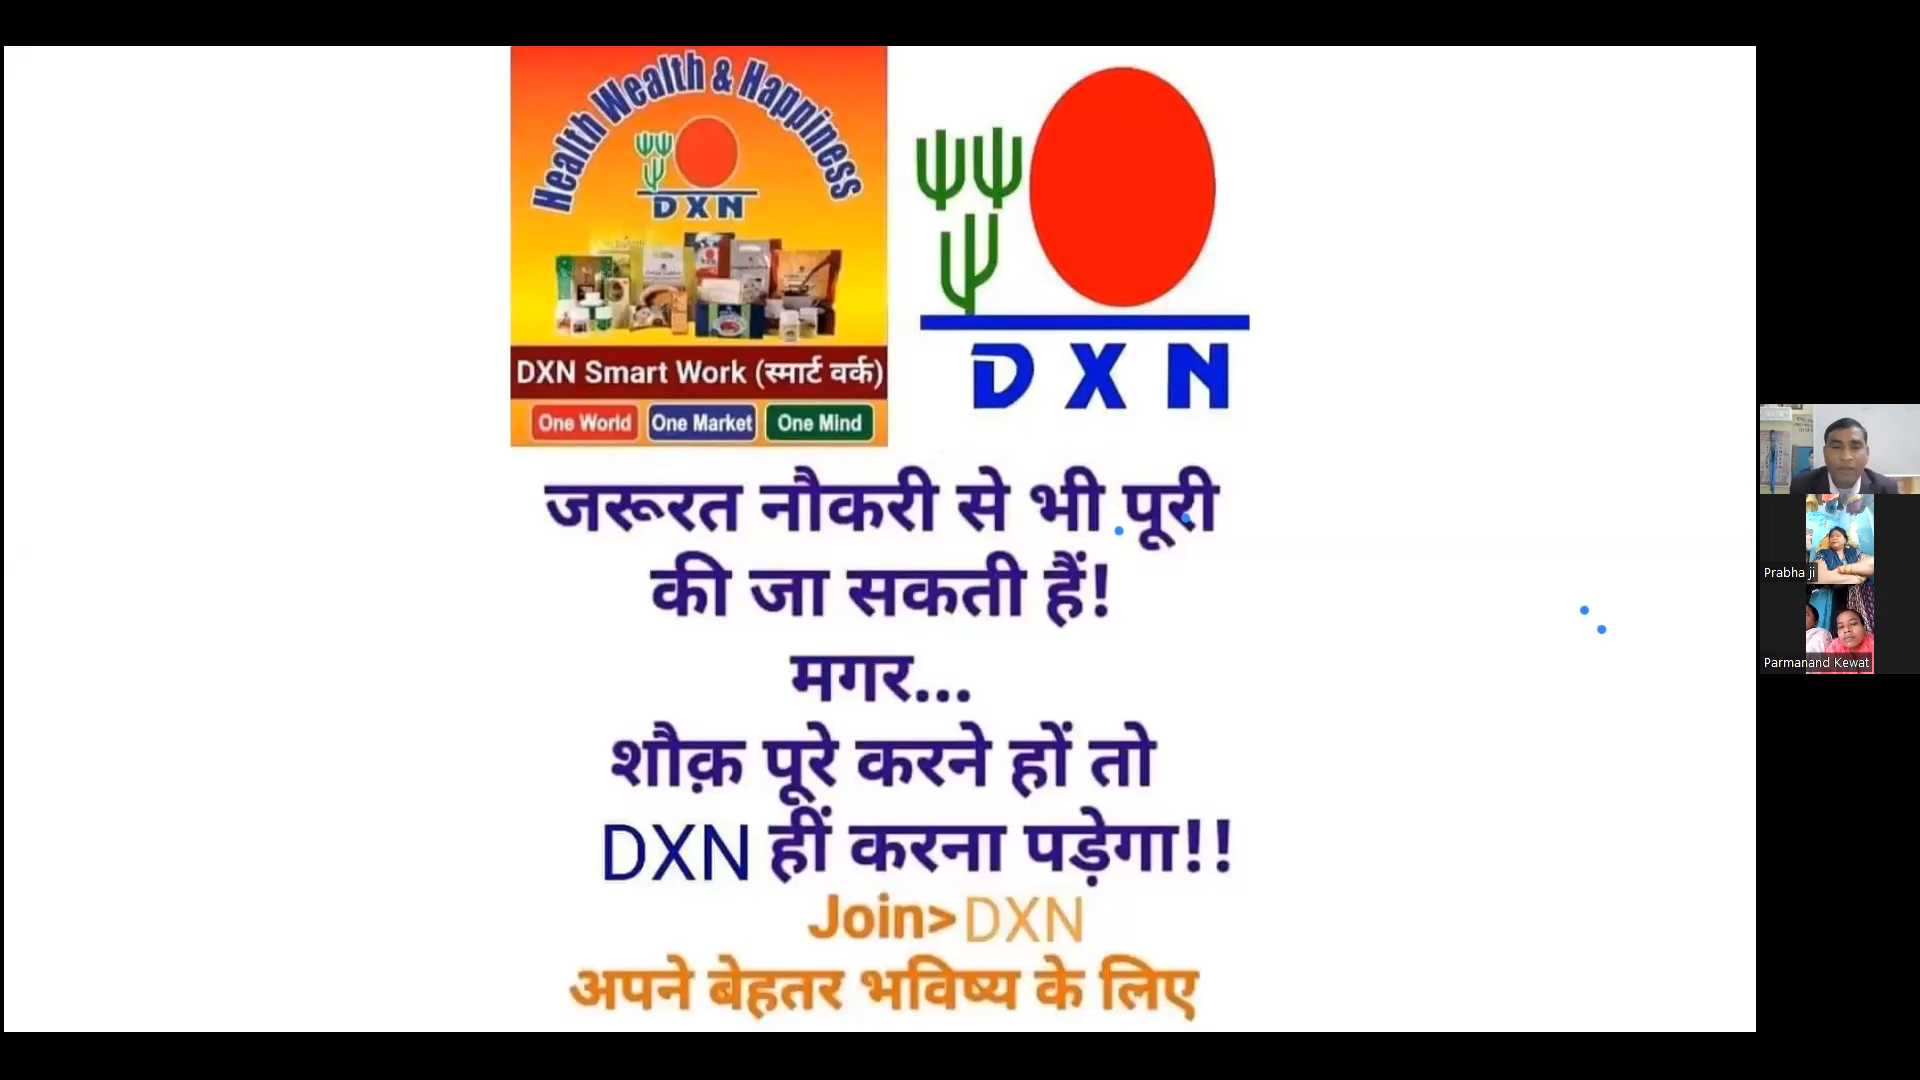 Health Wealth & Happiness
DXN
DXN Smart Work (स्मार्ट वर्क)
One World One Market One Mind
DXN
जरूरत नौकरी से भी पूरी
की जा सकती हैं!
मगर...
शौक़ पूरे करने हों तो
DXN हीं करना पड़ेगा!!
Join> DXN
अपने बेहतर भविष्य के लिए
Prabha ji
Parmanand Kewat